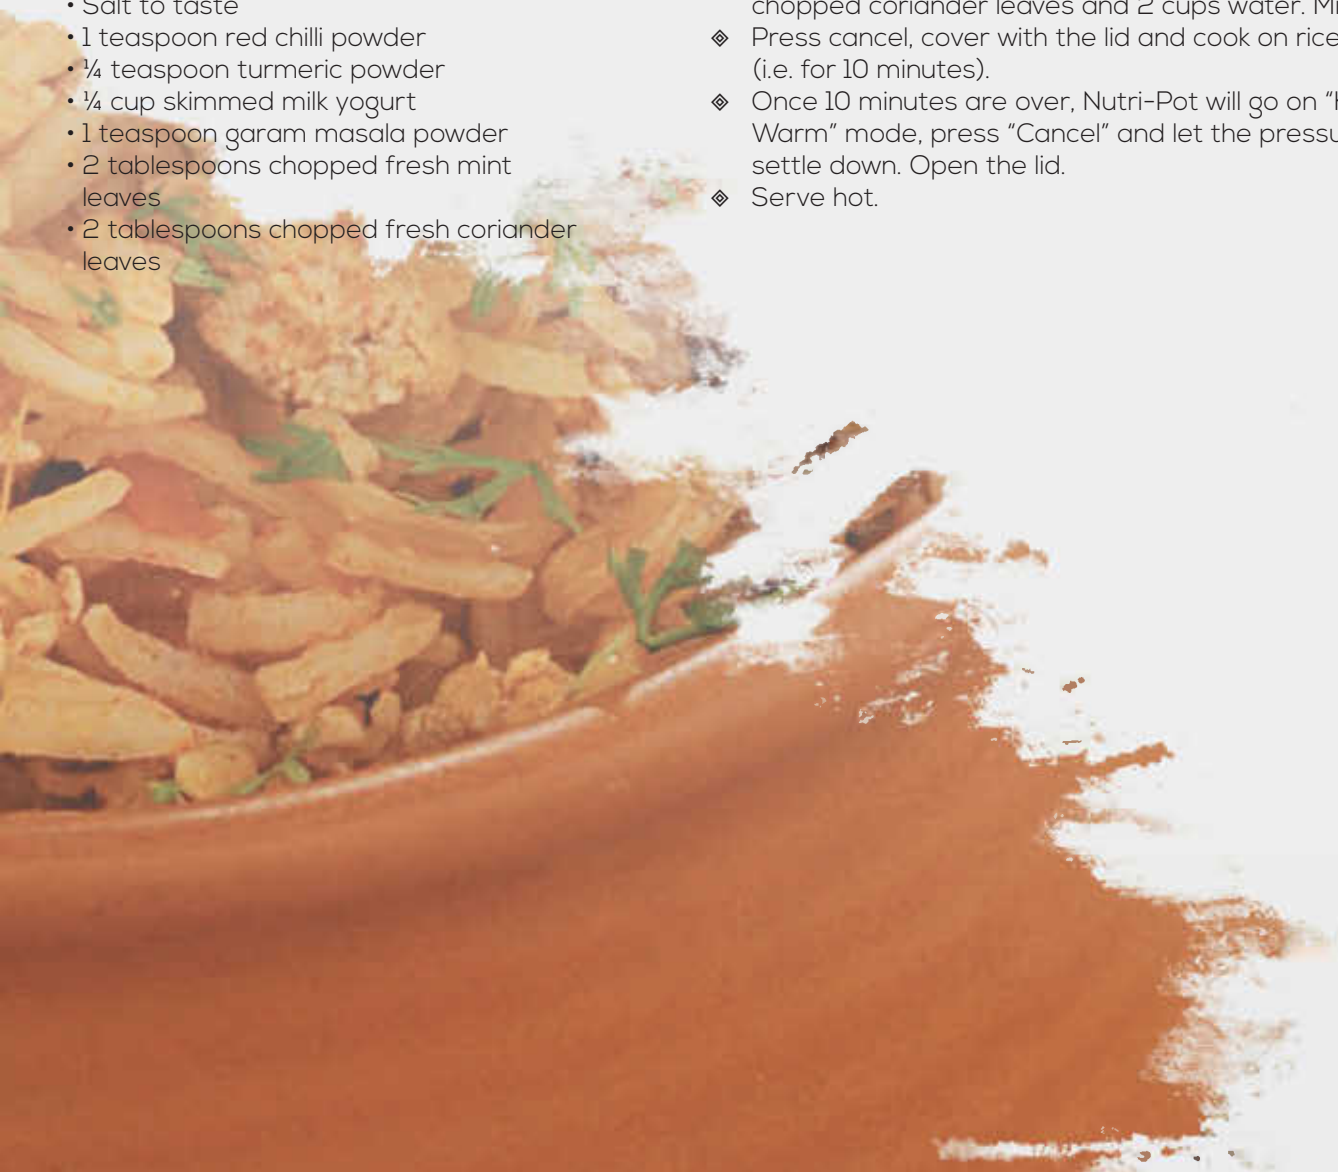 • Salt to taste
• 1 teaspoon red chilli powder
• ¼ teaspoon turmeric powder
• ¼ cup skimmed milk yogurt
• 1 teaspoon garam masala powder
• 2 tablespoons chopped fresh mint
leaves
• 2 tablespoons chopped fresh coriander
leaves
chopped coriander leaves and 2 cups water.
Press cancel, cover with the lid and cook on rice
(i.e. for 10 minutes).
Once 10 minutes are over, Nutri-Pot will go on “
Warm” mode, press “Cancel” and let the
settle down. Open the lid.
Serve hot.